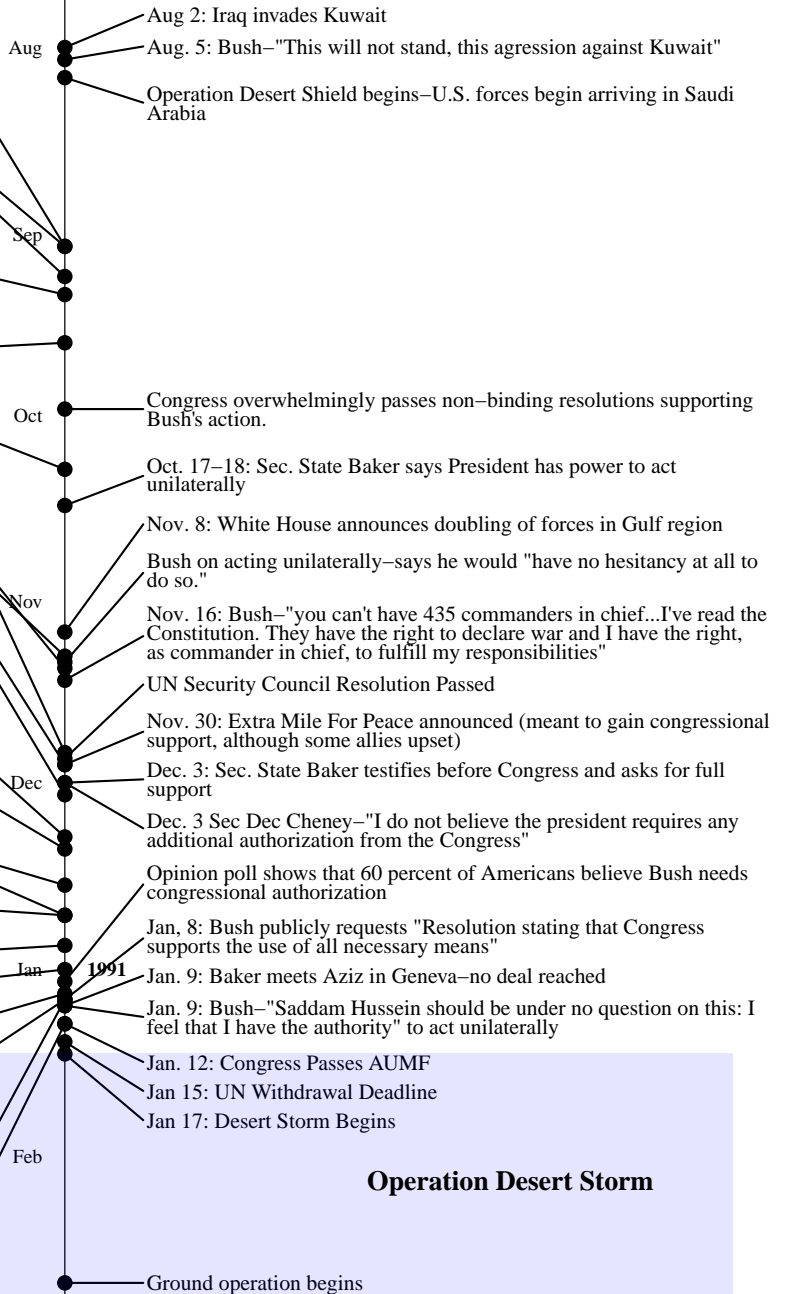 Aug 2: Iraq invades Kuwait
Aug
Aug. 5: Bush–"This will not stand, this agression against Kuwait"
Operation Desert Shield begins–U.S. forces begin arriving in Saudi
Arabia
Sep
Congress overwhelmingly passes non–binding resolutions supporting
Bush's action.
Oct
Oct. 17–18: Sec. State Baker says President has power to act
unilaterally
Nov. 8: White House announces doubling of forces in Gulf region
Bush on acting unilaterally–says he would "have no hesitancy at all to
do so."
Nov
Nov. 16: Bush–"you can't have 435 commanders in chief...I've read the
Constitution. They have the right to declare war and I have the right,
as commander in chief, to fulfill my responsibilities"
UN Security Council Resolution Passed
Nov. 30: Extra Mile For Peace announced (meant to gain congressional
support, although some allies upset)
Dec
Dec. 3: Sec. State Baker testifies before Congress and asks for full
support
Dec. 3 Sec Dec Cheney–"I do not believe the president requires any
additional authorization from the Congress"
Opinion poll shows that 60 percent of Americans believe Bush needs
congressional authorization
Jan, 8: Bush publicly requests "Resolution stating that Congress
supports the use of all necessary means"
Jan 1991
Jan. 9: Baker meets Aziz in Geneva–no deal reached
Jan. 9: Bush–"Saddam Hussein should be under no question on this: I
feel that I have the authority" to act unilaterally
Jan. 12: Congress Passes AUMF
Jan 15: UN Withdrawal Deadline
Jan 17: Desert Storm Begins
Feb
Operation Desert Storm
Ground operation begins